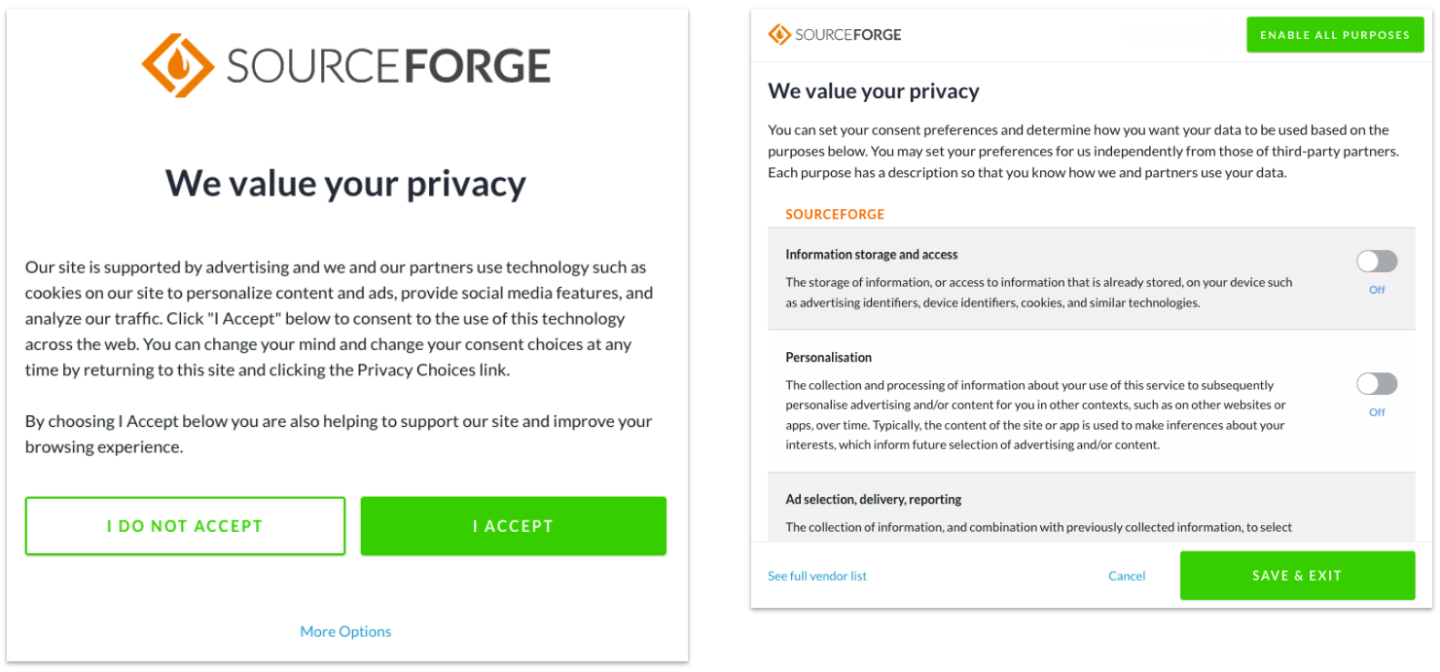 SOURCEFORGE
We value your privacy
Our site is supported by advertising and we and our partners use technology such as
cookies on our site to personalize content and ads, provide social media features, and
analyze our traffic. Click "I Accept" below to consent to the use of this technology
across the web. You can change your mind and change your consent choices at any
time by returning to this site and clicking the Privacy Choices link.
By choosing I Accept below you are also helping to support our site and improve your
browsing experience.
I DO NOT ACCEPT
I ACCEPT
More Options
SOURCEFORGE
ENABLE ALL PURPOSES
We value your privacy
You can set your consent preferences and determine how you want your data to be used based on the
purposes below. You may set your preferences for us independently from those of third-party partners.
Each purpose has a description so that you know how we and partners use your data.
SOURCEFORGE
Information storage and access
The storage of information, or access to information that is already stored, on your device such
as advertising identifiers, device identifiers, cookies, and similar technologies.
Off
Personalisation
The collection and processing of information about your use of this service to subsequently
personalise advertising and/or content for you in other contexts, such as on other websites or
apps, over time. Typically, the content of the site or app is used to make inferences about your
interests, which inform future selection of advertising and/or content.
Off
Ad selection, delivery, reporting
The collection of information, and combination with previously collected information, to select
See full vendor list
Cancel
SAVE & EXIT